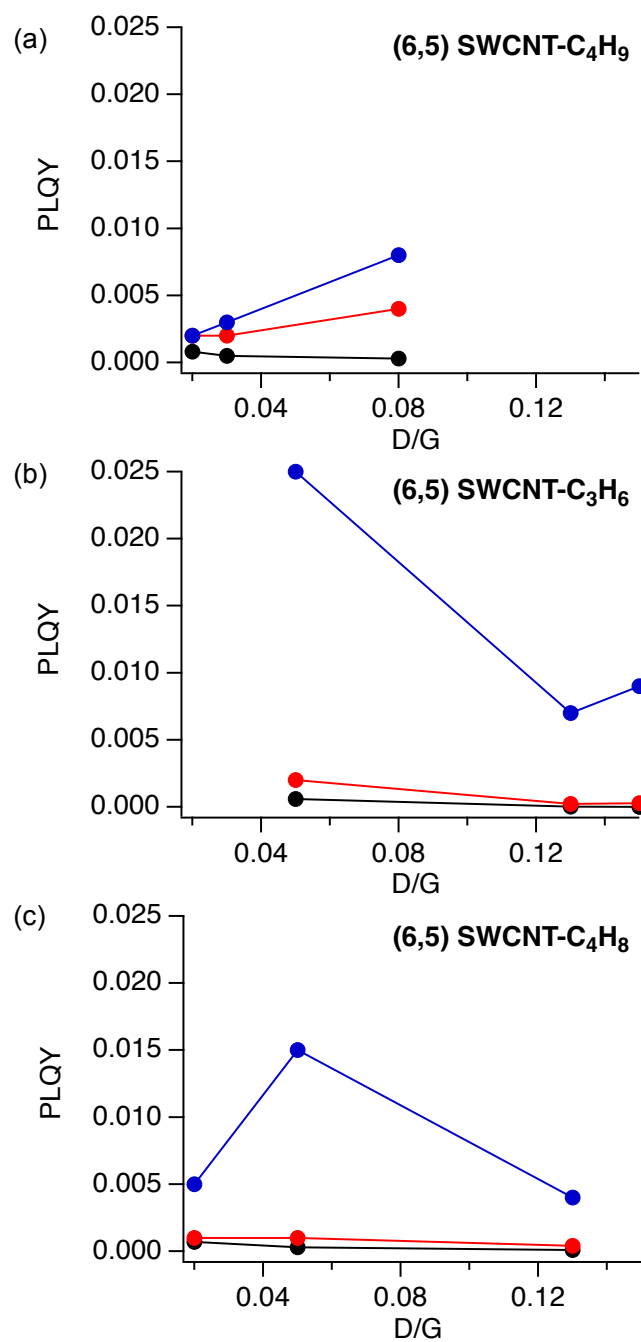 (a)
(6,5) SWCNT-C₄H₉
0.025
0.020
0.015
0.010
0.005
0.000
PLQY
0.04 0.08 0.12
D/G
(b)
(6,5) SWCNT-C₃H₆
0.025
0.020
0.015
0.010
0.005
0.000
PLQY
0.04 0.08 0.12
D/G
(c)
(6,5) SWCNT-C₄H₈
0.025
0.020
0.015
0.010
0.005
0.000
PLQY
0.04 0.08 0.12
D/G